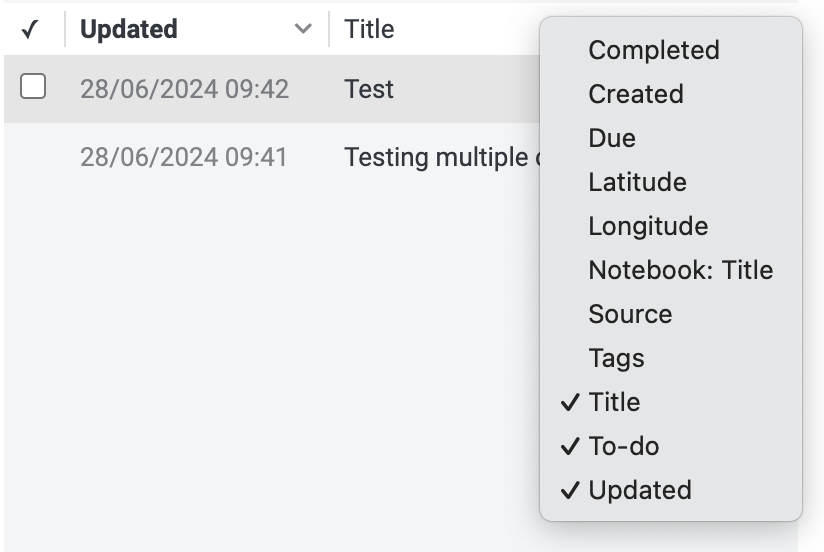 ✓ Updated Title
28/06/2024 09:42 Test
28/06/2024 09:41 Testing multiple
Completed
Created
Due
Latitude
Longitude
Notebook: Title
Source
Tags
✓ Title
✓ To-do
✓ Updated